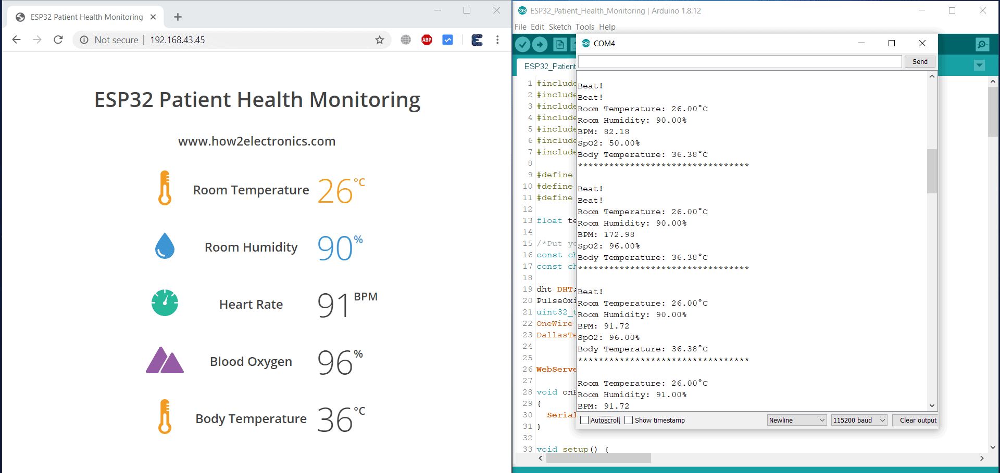 ESP32 Patient Health Monitoring
Not secure | 192.168.43.45
ABP
ESP32 Patient Health Monitoring
www.how2electronics.com
Room Temperature 26 °C
Room Humidity 90 %
Heart Rate 91 BPM
Blood Oxygen 96 %
Body Temperature 36 °C
ESP32_Patient_Health_Monitoring | Arduino 1.8.12
File Edit Sketch Tools Help
ESP32_Patient
1 #include
2 #include
3 #include
4 #include
5 #include
6 #include
7 #include
8
9 #define
10 #define
11 #define
12
13 float te
14
15 /*Put yo
16 const ch
17 const ch
18
19 dht DHT;
20 PulseOxi
21 uint32_t
22 OneWire
23 DallasTe
24
25
26 WebServe
27
28 void onB
29 {
30 Serial
31 }
32
33 void setup() {
COM4
Send
Beat!
Beat!
Room Temperature: 26.00°C
Room Humidity: 90.00%
BPM: 82.18
SpO2: 50.00%
Body Temperature: 36.38°C
*********************************
Beat!
Beat!
Room Temperature: 26.00°C
Room Humidity: 90.00%
BPM: 172.98
SpO2: 96.00%
Body Temperature: 36.38°C
*********************************
Beat!
Room Temperature: 26.00°C
Room Humidity: 90.00%
BPM: 91.72
SpO2: 96.00%
Body Temperature: 36.38°C
*********************************
Room Temperature: 26.00°C
Room Humidity: 91.00%
BPM: 91.72
Autoscroll Show timestamp Newline 115200 baud Clear output